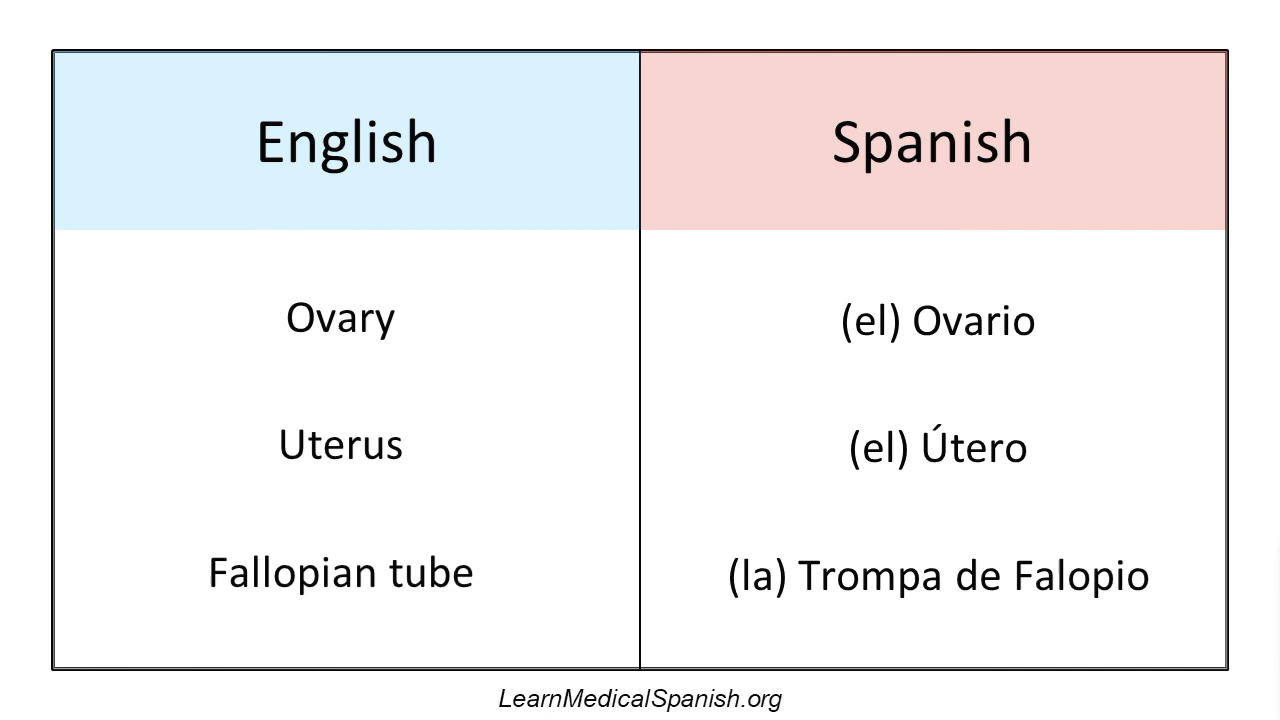 English Spanish
Ovary (el) Ovario
Uterus (el) Útero
Fallopian tube (la) Trompa de Falopio
LearnMedicalSpanish.org